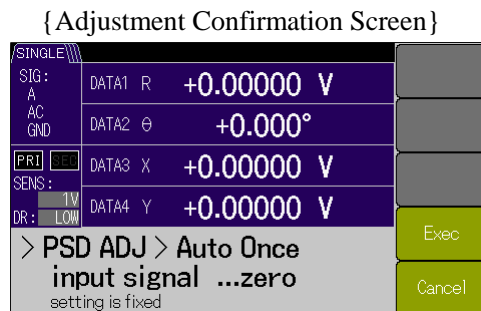 {Adjustment Confirmation Screen}
SINGLE
SIG:
A
AC
GND
DATA1 R +0.00000 V
DATA2 θ +0.000°
PRI SEC
DATA3 X +0.00000 V
SENS:
1V
DR: LOW
DATA4 Y +0.00000 V
Exec
> PSD ADJ > Auto Once
input signal ...zero
Cancel
setting is fixed